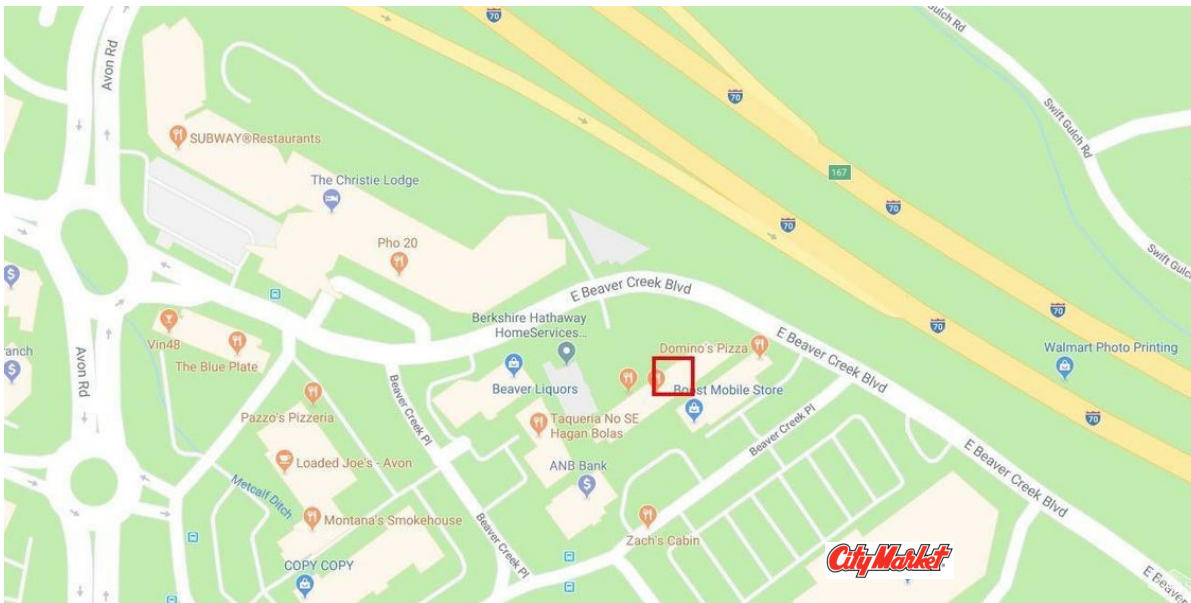 70
ulch Rd
Avon Rd
70
Swift Gulch Rd
SUBWAY®Restaurants
167
The Christie Lodge
70
70
Pho 20
Swift Gulc
E Beaver Creek Blvd
70
Berkshire Hathaway
HomeServices...
70
Vin48
Domino's Pizza
E Beaver Creek Blvd
Walmart Photo Printing
ranch
The Blue Plate
Avon Rd
Beaver Liquors
Boost Mobile Store
Beaver Creek Pl
Pazzo's Pizzeria
Taqueria No SE
Hagan Bolas
70
Beaver Creek Pl
Loaded Joe's - Avon
ANB Bank
E Beaver Creek Blvd
Metcalf Ditch
Montana's Smokehouse
Beaver Creek Pl
Zach's Cabin
COPY COPY
City Market
E Beaver